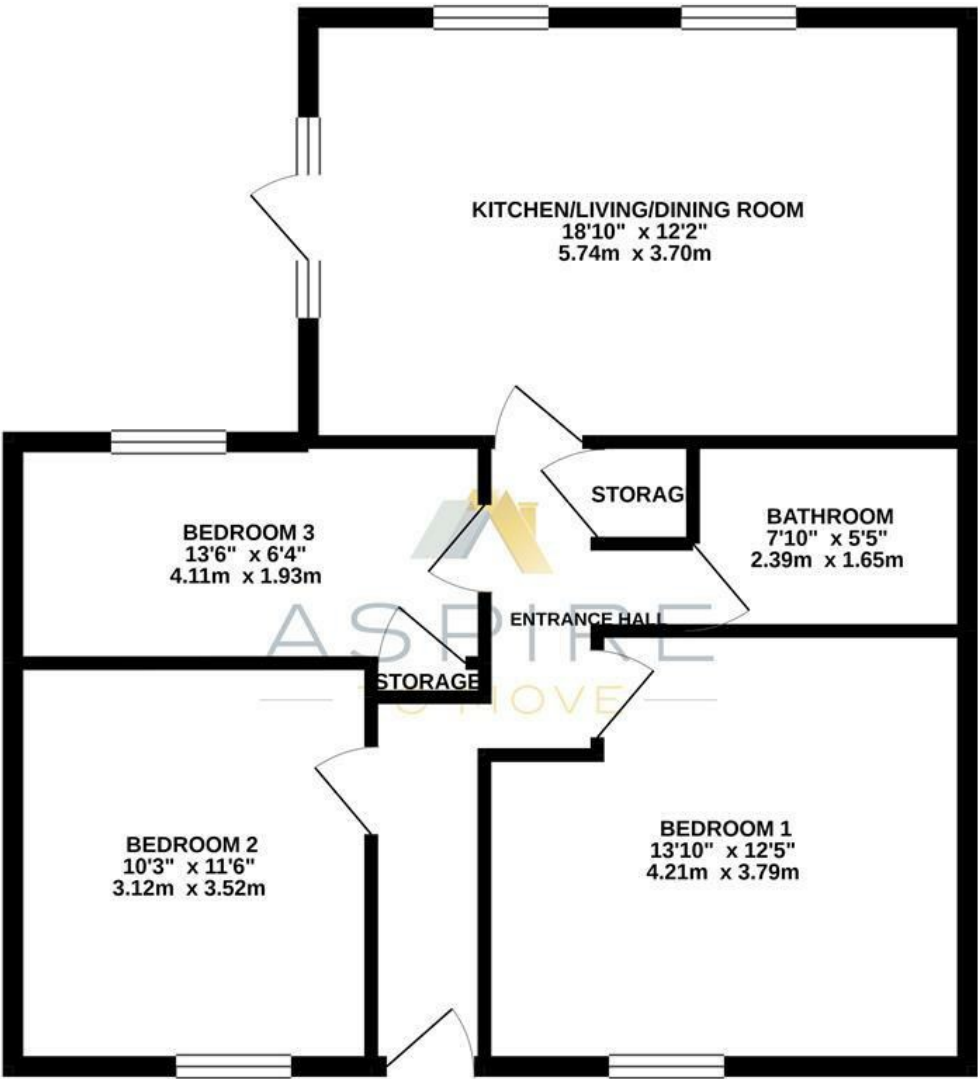 KITCHEN/LIVING/DINING ROOM
18'10" x 12'2"
5.74m x 3.70m
STORAG
BEDROOM 3
13'6" x 6'4"
4.11m x 1.93m
BATHROOM
7'10" x 5'5"
2.39m x 1.65m
ENTRANCE HALL
ASPIRE
STORAGE
TO MOVE
BEDROOM 2
10'3" x 11'6"
3.12m x 3.52m
BEDROOM 1
13'10" x 12'5"
4.21m x 3.79m